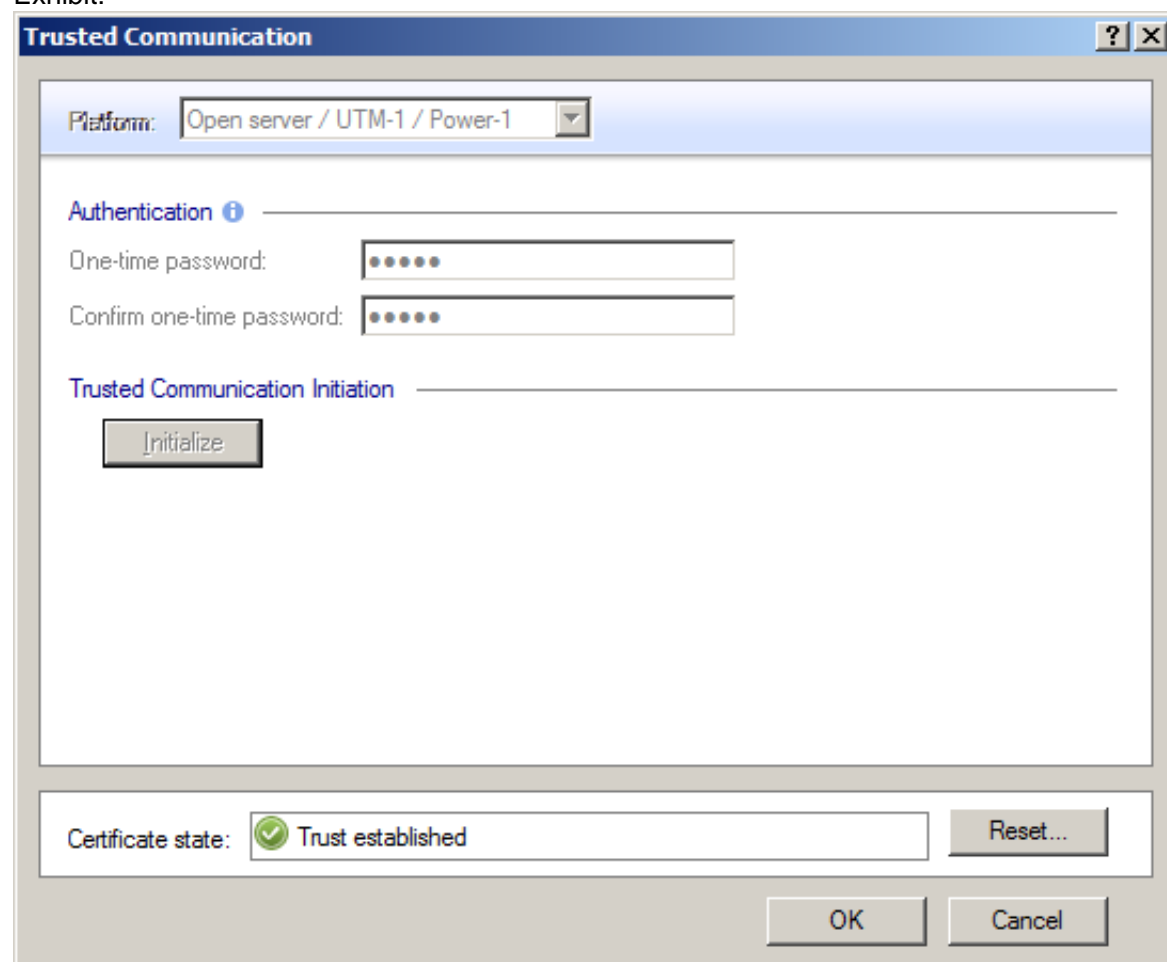 Exhibit:
Trusted Communication
Platform: Open server / UTM-1 / Power-1
Authentication
One-time password: •••••
Confirm one-time password: •••••
Trusted Communication Initiation
Initialize
Certificate state: Trust established Reset...
OK Cancel